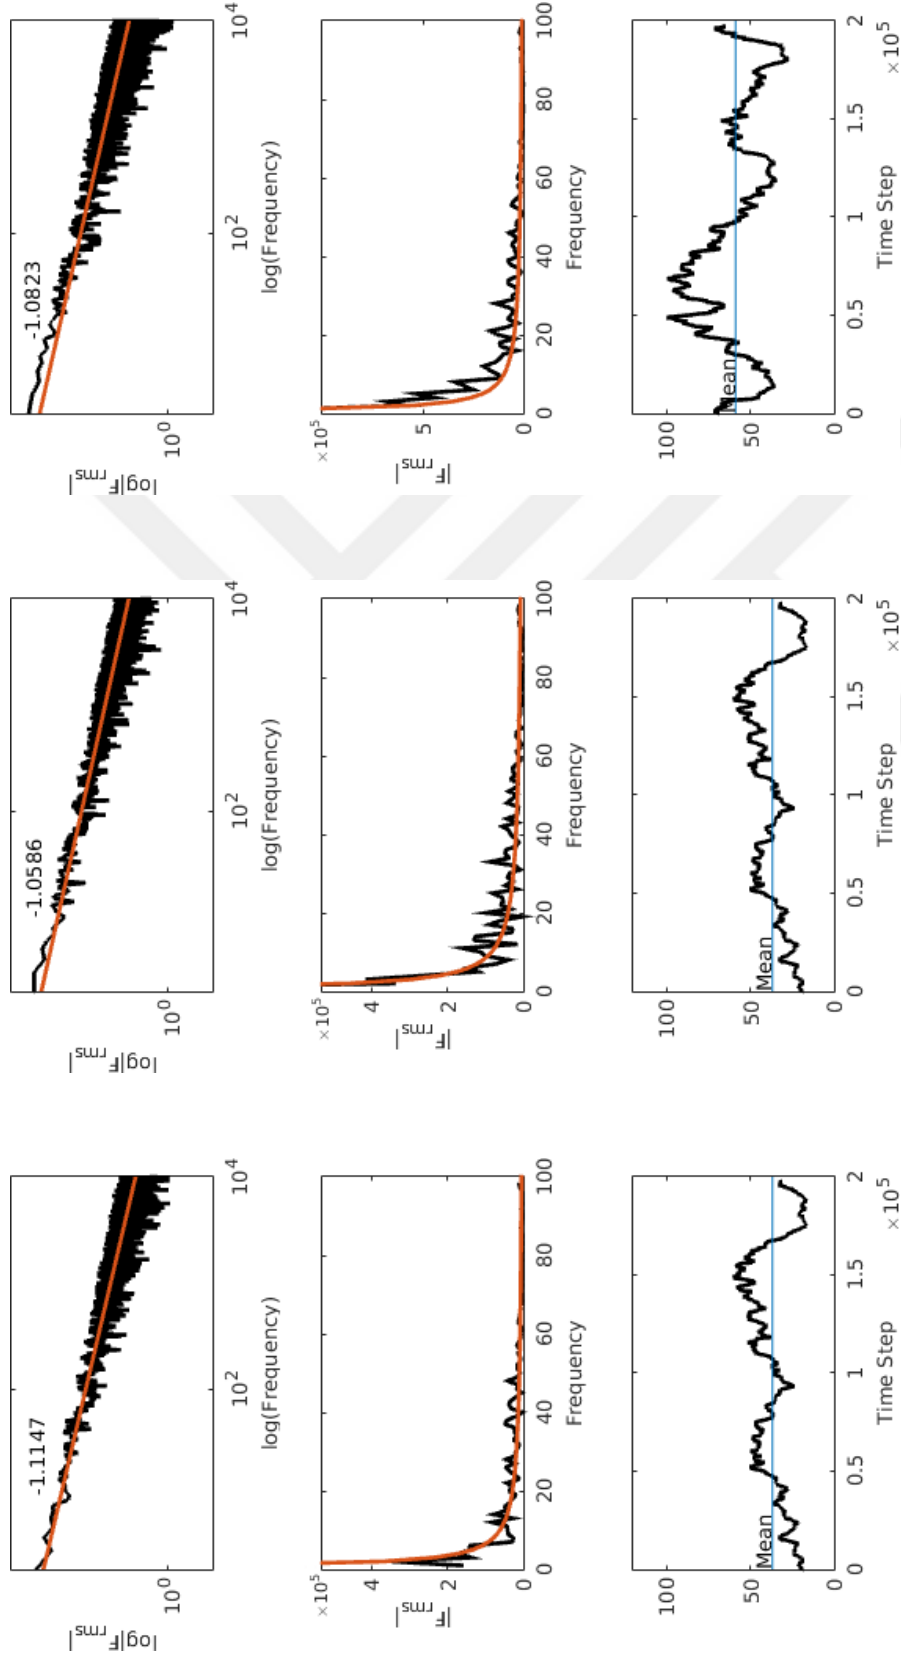 -1.1147
log|F_rms|
10^0
10^2
10^4
log(Frequency)
-1.0586
log|F_rms|
10^0
10^2
10^4
log(Frequency)
-1.0823
log|F_rms|
10^0
10^2
10^4
log(Frequency)
×10^5
|F_rms|
4
2
0
0 20 40 60 80 100
Frequency
×10^5
|F_rms|
4
2
0
0 20 40 60 80 100
Frequency
×10^5
|F_rms|
5
0
0 20 40 60 80 100
Frequency
100
50
0
Mean
0 0.5 1 1.5 2
Time Step ×10^5
100
50
0
Mean
0 0.5 1 1.5 2
Time Step ×10^5
100
50
0
Mean
0 0.5 1 1.5 2
Time Step ×10^5